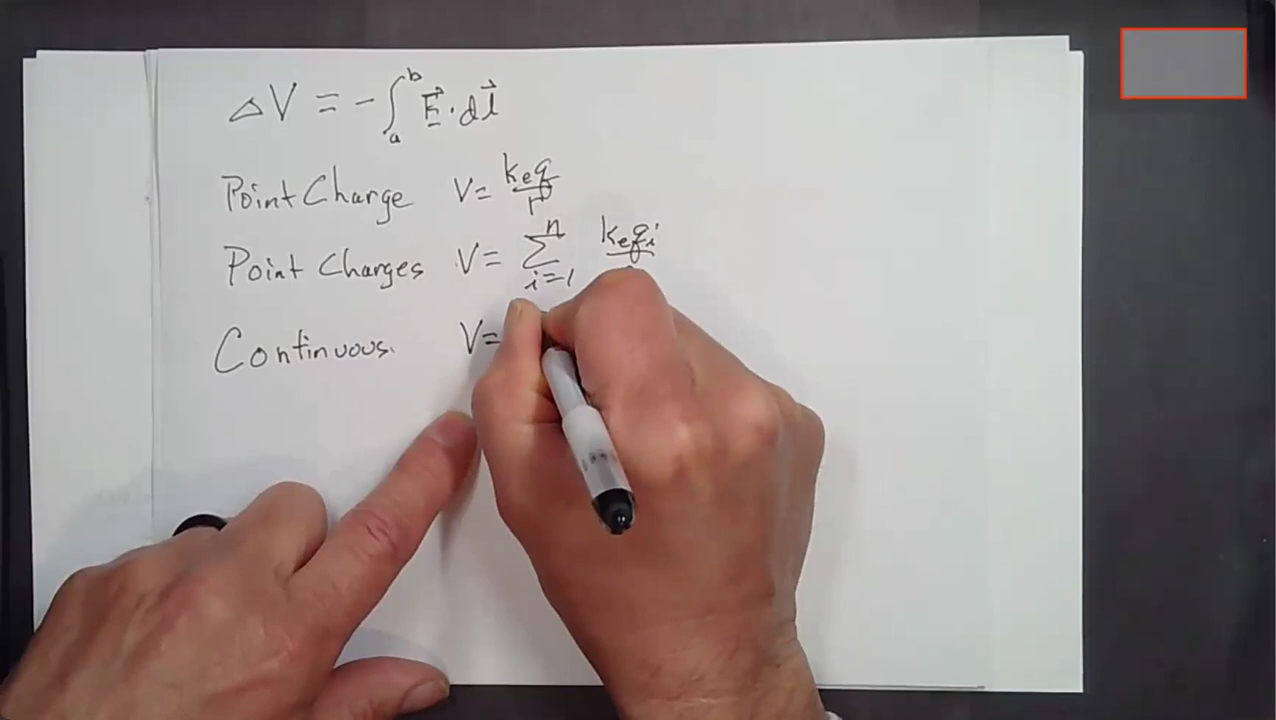 ΔV = -∫ₐᵇ E⃗ · dl⃗
Point Charge V = kₑq/r
Point Charges V = Σᵢ₌₁ⁿ kₑqᵢ
Continuous. V =